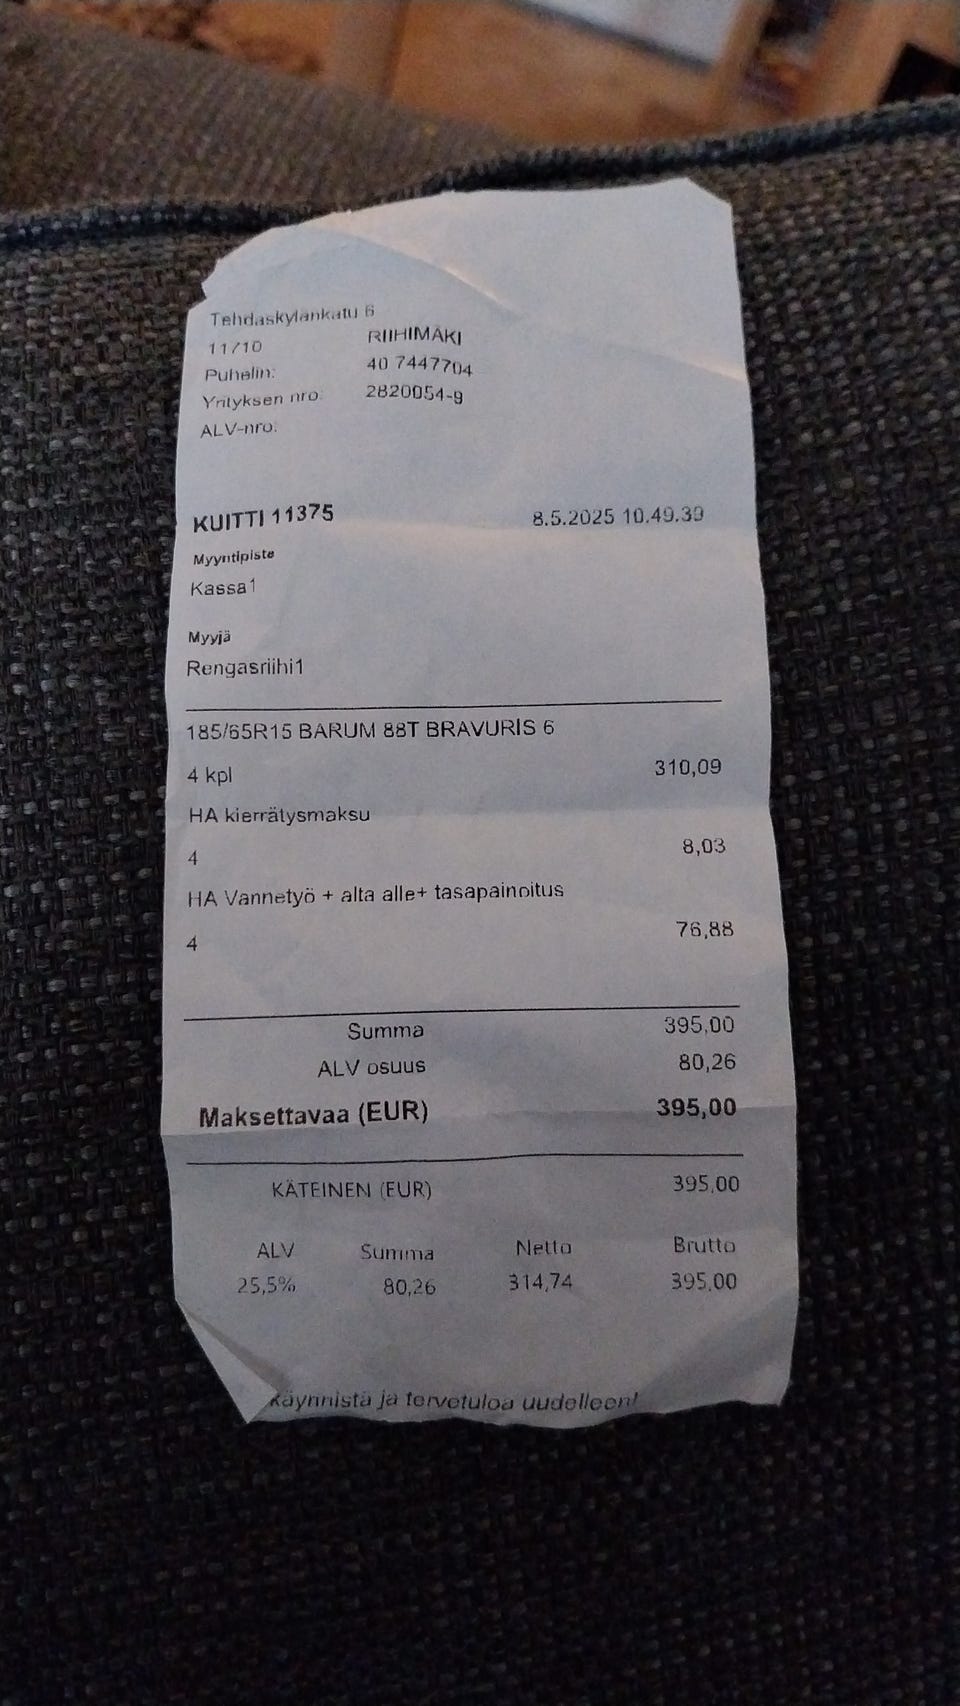 Tehdaskylänkatu 6
11710 RIIHIMÄKI
Puhelin: 40 7447704
Yrityksen nro: 2820054-9
ALV-nro:
KUITTI 11375 8.5.2025 10.49.39
Myyntipiste
Kassa1
Myyjä
Rengasriihi1
185/65R15 BARUM 88T BRAVURIS 6
4 kpl 310,09
HA kierrätysmaksu
4 8,03
HA Vannetyö + alta alle+ tasapainoitus
4 76,88
Summa 395,00
ALV osuus 80,26
Maksettavaa (EUR) 395,00
KÄTEINEN (EUR) 395,00
ALV Summa Netto Brutto
25,5% 80,26 314,74 395,00
käynnistä ja tervetuloa uudelleen!